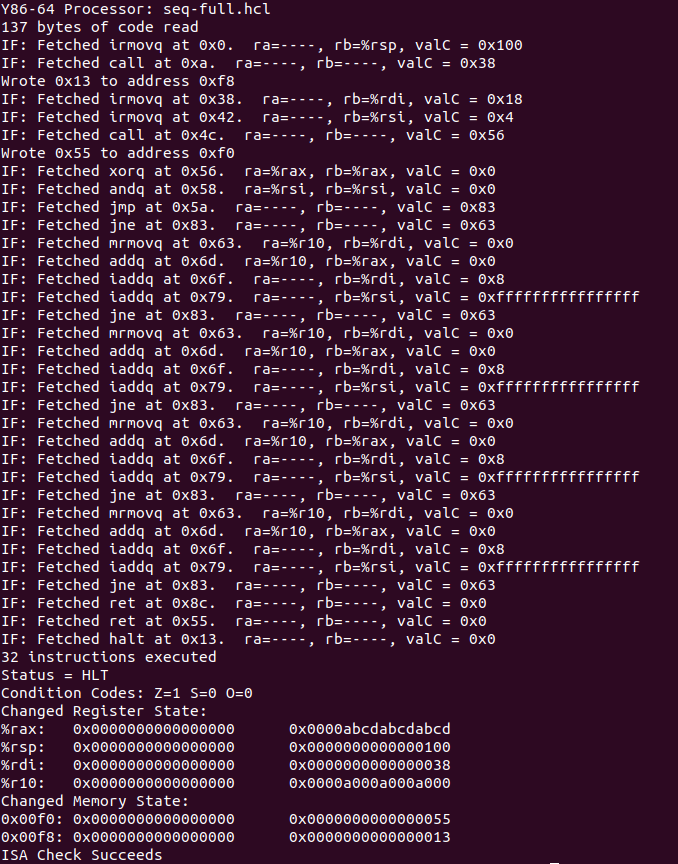 Y86-64 Processor: seq-full.hcl
137 bytes of code read
IF: Fetched irmovq at 0x0.  ra=----, rb=%rsp, valC = 0x100
IF: Fetched call at 0xa.  ra=----, rb=----, valC = 0x38
Wrote 0x13 to address 0xf8
IF: Fetched irmovq at 0x38.  ra=----, rb=%rdi, valC = 0x18
IF: Fetched irmovq at 0x42.  ra=----, rb=%rsi, valC = 0x4
IF: Fetched call at 0x4c.  ra=----, rb=----, valC = 0x56
Wrote 0x55 to address 0xf0
IF: Fetched xorq at 0x56.  ra=%rax, rb=%rax, valC = 0x0
IF: Fetched andq at 0x58.  ra=%rsi, rb=%rsi, valC = 0x0
IF: Fetched jmp at 0x5a.  ra=----, rb=----, valC = 0x83
IF: Fetched jne at 0x83.  ra=----, rb=----, valC = 0x63
IF: Fetched mrmovq at 0x63.  ra=%r10, rb=%rdi, valC = 0x0
IF: Fetched addq at 0x6d.  ra=%r10, rb=%rax, valC = 0x0
IF: Fetched iaddq at 0x6f.  ra=----, rb=%rdi, valC = 0x8
IF: Fetched iaddq at 0x79.  ra=----, rb=%rsi, valC = 0xffffffffffffffff
IF: Fetched jne at 0x83.  ra=----, rb=----, valC = 0x63
IF: Fetched mrmovq at 0x63.  ra=%r10, rb=%rdi, valC = 0x0
IF: Fetched addq at 0x6d.  ra=%r10, rb=%rax, valC = 0x0
IF: Fetched iaddq at 0x6f.  ra=----, rb=%rdi, valC = 0x8
IF: Fetched iaddq at 0x79.  ra=----, rb=%rsi, valC = 0xffffffffffffffff
IF: Fetched jne at 0x83.  ra=----, rb=----, valC = 0x63
IF: Fetched mrmovq at 0x63.  ra=%r10, rb=%rdi, valC = 0x0
IF: Fetched addq at 0x6d.  ra=%r10, rb=%rax, valC = 0x0
IF: Fetched iaddq at 0x6f.  ra=----, rb=%rdi, valC = 0x8
IF: Fetched iaddq at 0x79.  ra=----, rb=%rsi, valC = 0xffffffffffffffff
IF: Fetched jne at 0x83.  ra=----, rb=----, valC = 0x63
IF: Fetched mrmovq at 0x63.  ra=%r10, rb=%rdi, valC = 0x0
IF: Fetched addq at 0x6d.  ra=%r10, rb=%rax, valC = 0x0
IF: Fetched iaddq at 0x6f.  ra=----, rb=%rdi, valC = 0x8
IF: Fetched iaddq at 0x79.  ra=----, rb=%rsi, valC = 0xffffffffffffffff
IF: Fetched jne at 0x83.  ra=----, rb=----, valC = 0x63
IF: Fetched ret at 0x8c.  ra=----, rb=----, valC = 0x0
IF: Fetched ret at 0x55.  ra=----, rb=----, valC = 0x0
IF: Fetched halt at 0x13.  ra=----, rb=----, valC = 0x0
32 instructions executed
Status = HLT
Condition Codes: Z=1 S=0 O=0
Changed Register State:
%rax:   0x0000000000000000      0x0000abcdabcdabcd
%rsp:   0x0000000000000000      0x0000000000000100
%rdi:   0x0000000000000000      0x0000000000000038
%r10:   0x0000000000000000      0x0000a000a000a000
Changed Memory State:
0x00f0: 0x0000000000000000      0x0000000000000055
0x00f8: 0x0000000000000000      0x0000000000000013
ISA Check Succeeds